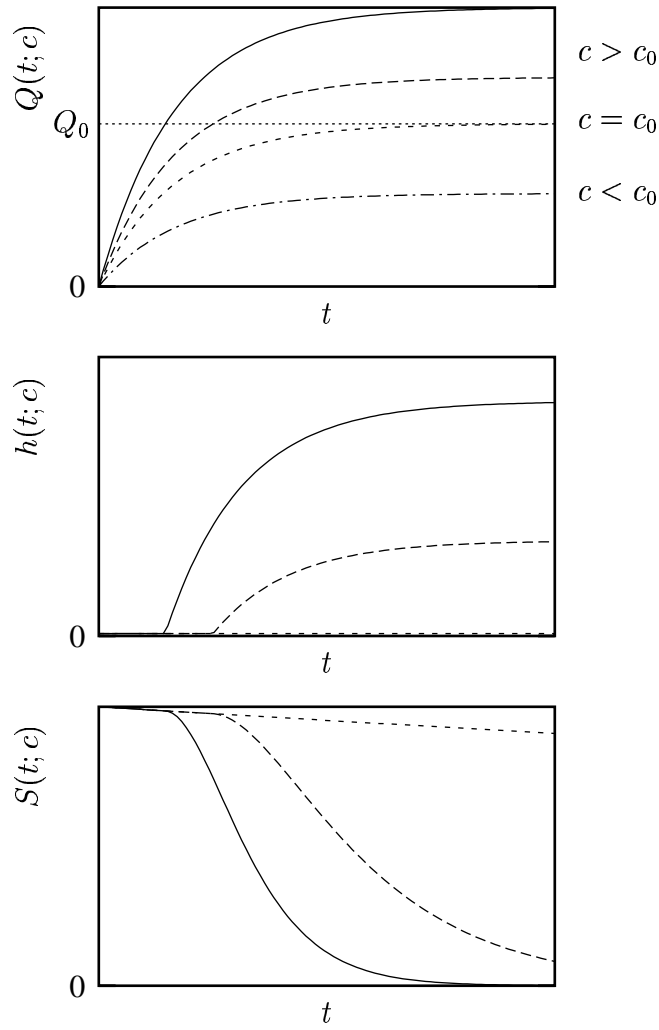 Q(t; c)
c > c₀
Q₀
c = c₀
c < c₀
0
t
h(t; c)
0
t
S(t; c)
0
t